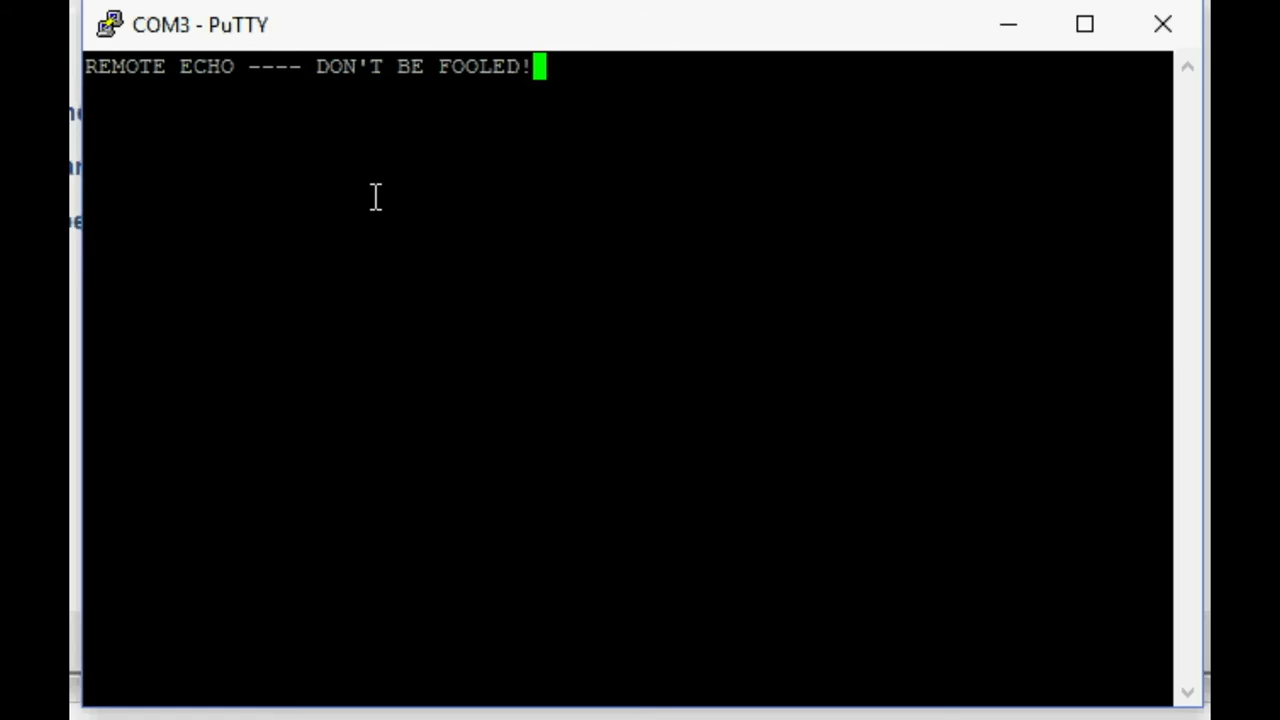 COM3 - PuTTY
REMOTE ECHO ---- DON'T BE FOOLED!